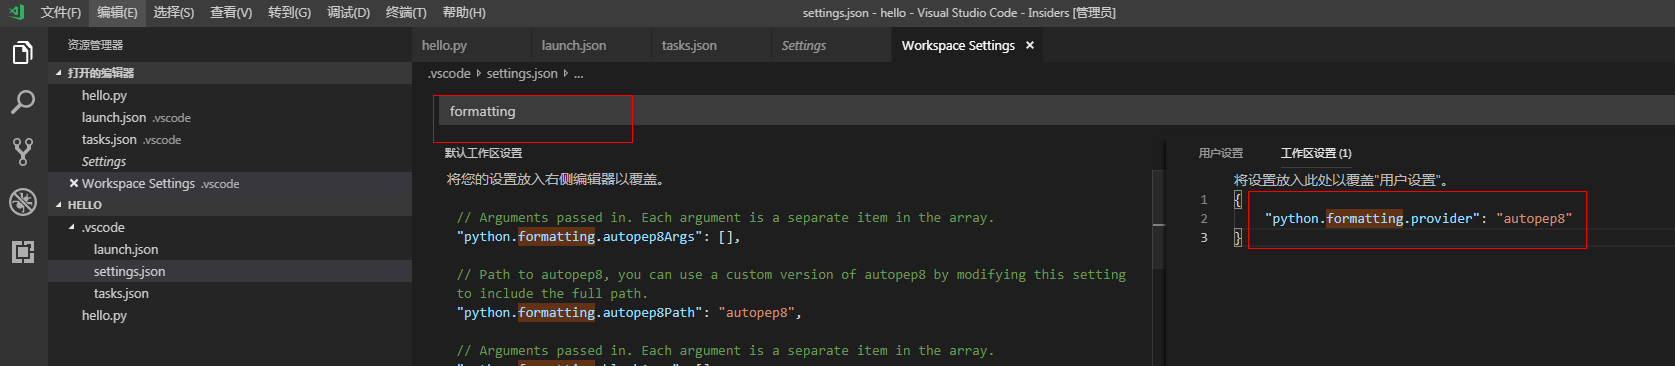 文件(F) 编辑(E) 选择(S) 查看(V) 转到(G) 调试(D) 终端(T) 帮助(H) settings.json - hello - Visual Studio Code - Insiders [管理员]
资源管理器
打开的编辑器
hello.py
launch.json .vscode
tasks.json .vscode
Settings
Workspace Settings .vscode
HELLO
.vscode
launch.json
settings.json
tasks.json
hello.py
hello.py launch.json tasks.json Settings Workspace Settings
.vscode settings.json ...
formatting
默认工作区设置
将您的设置放入右侧编辑器以覆盖。
// Arguments passed in. Each argument is a separate item in the array.
"python.formatting.autopep8Args": [],
// Path to autopep8, you can use a custom version of autopep8 by modifying this setting
to include the full path.
"python.formatting.autopep8Path": "autopep8",
// Arguments passed in. Each argument is a separate item in the array.
用户设置 工作区设置 (1)
将设置放入此处以覆盖"用户设置"。
1 {
2 "python.formatting.provider": "autopep8"
3 }